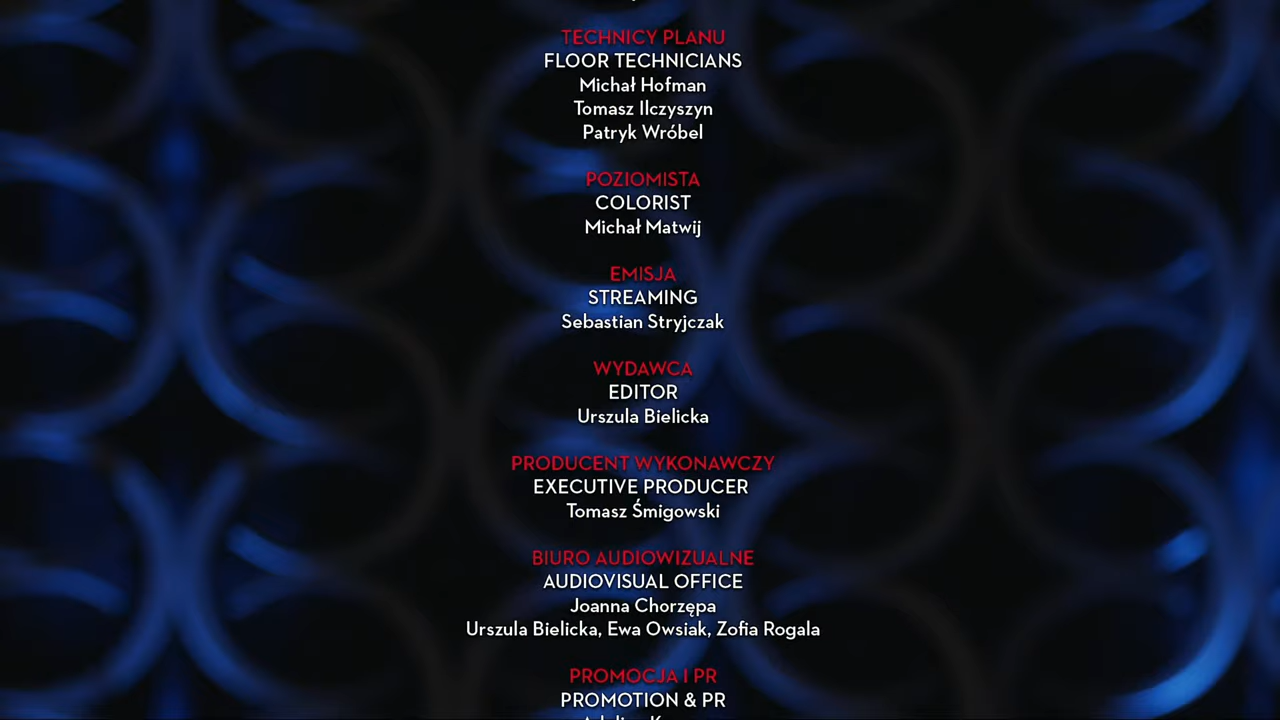 TECHNICY PLANU
FLOOR TECHNICIANS
Michał Hofman
Tomasz Ilczyszyn
Patryk Wróbel
POZIOMISTA
COLORIST
Michał Matwij
EMISJA
STREAMING
Sebastian Stryjczak
WYDAWCA
EDITOR
Urszula Bielicka
PRODUCENT WYKONAWCZY
EXECUTIVE PRODUCER
Tomasz Śmigowski
BIURO AUDIOWIZUALNE
AUDIOVISUAL OFFICE
Joanna Chorzępa
Urszula Bielicka, Ewa Owsiak, Zofia Rogala
PROMOCJA I PR
PROMOTION & PR